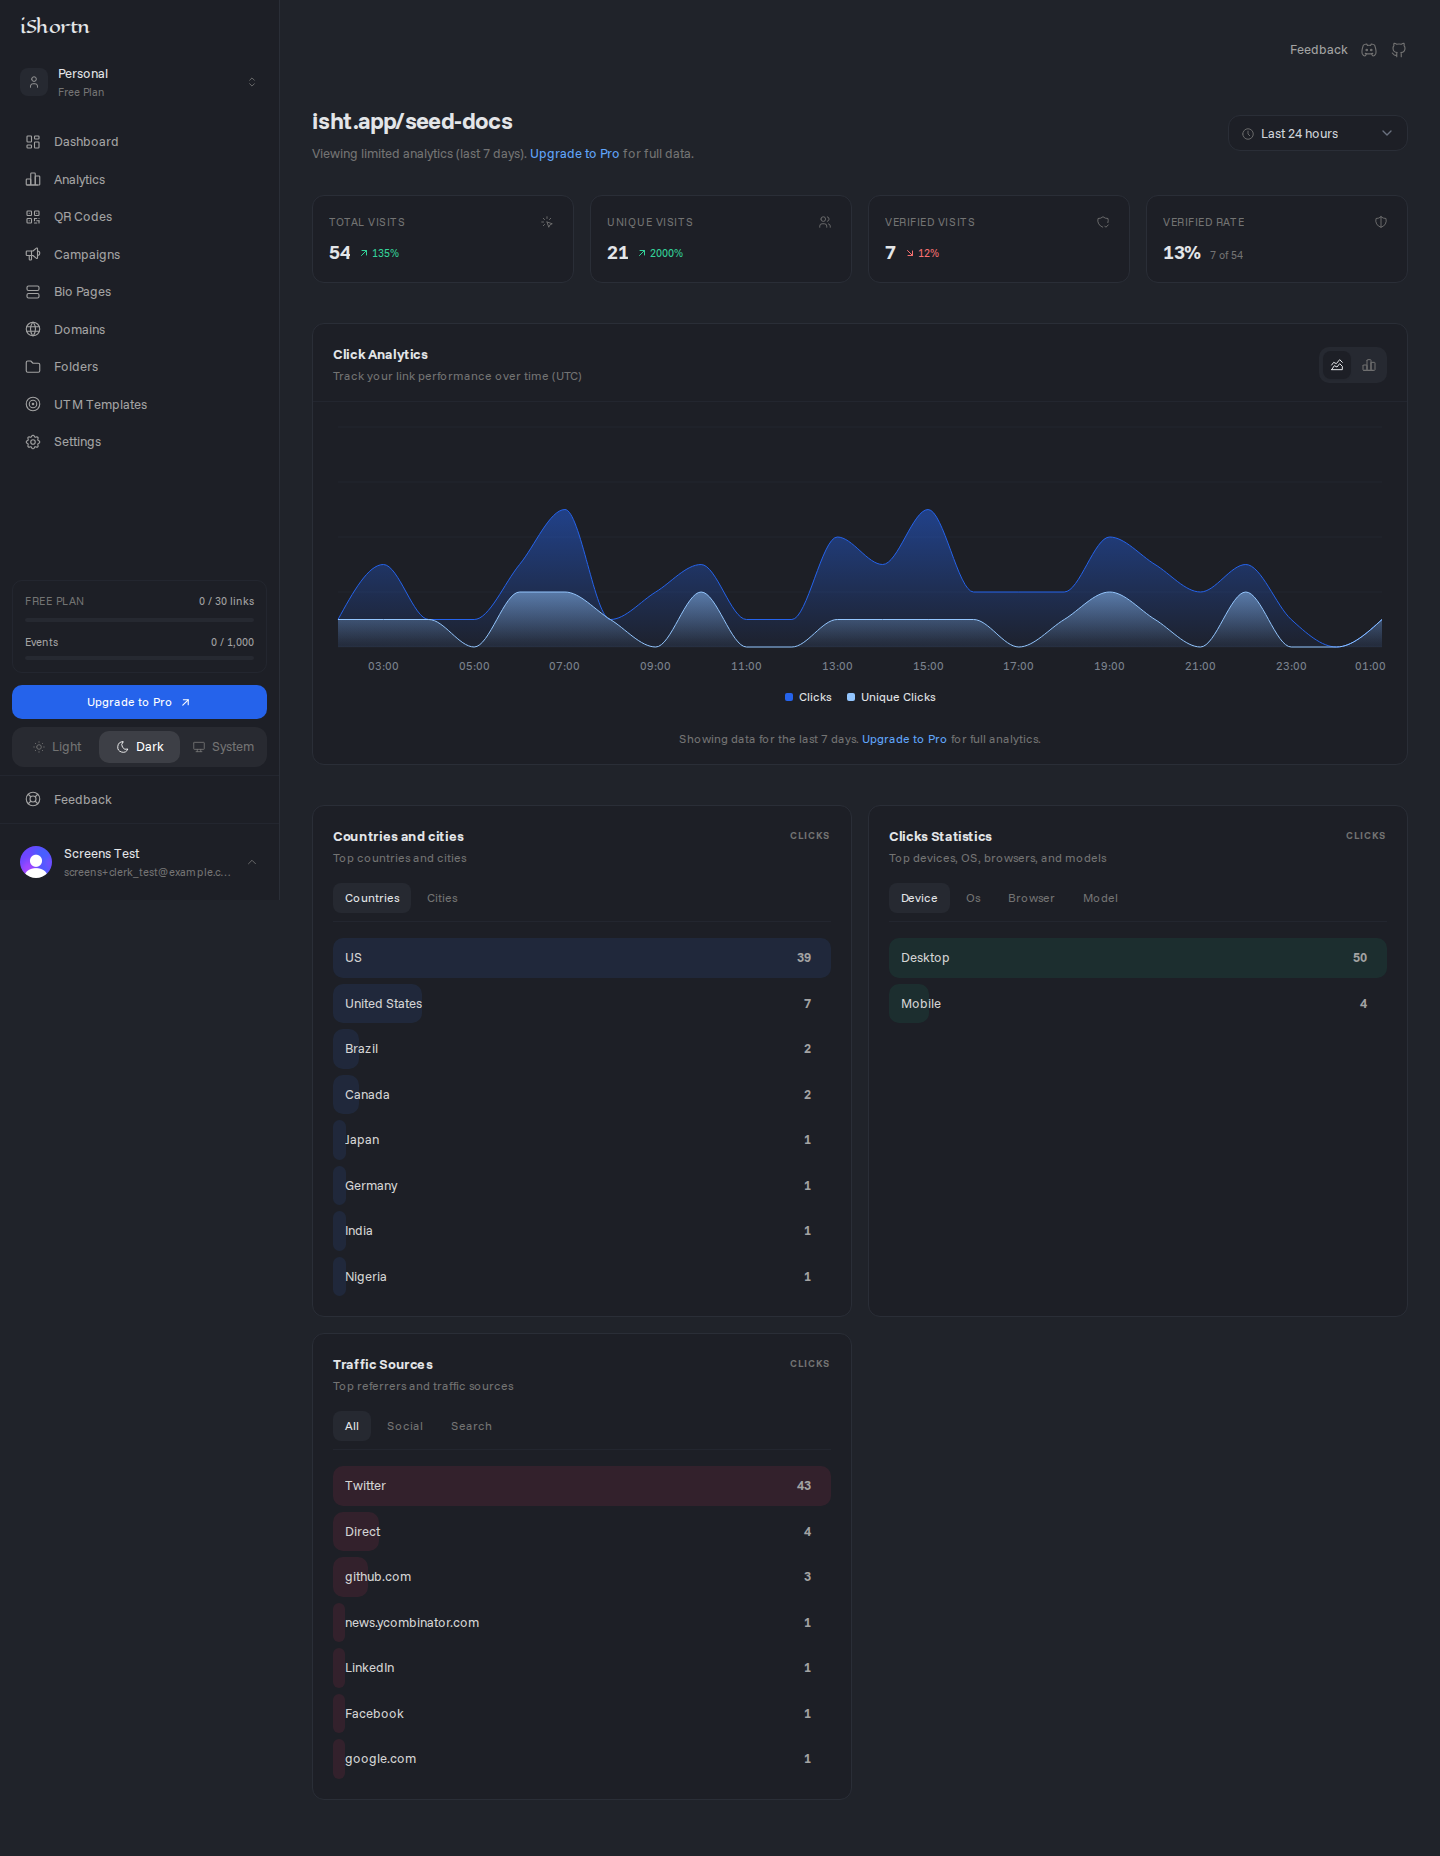 iShortn
Personal
Free Plan
Dashboard
Analytics
QR Codes
Campaigns
Bio Pages
Domains
Folders
UTM Templates
Settings
FREE PLAN 0 / 30 links
Events 0 / 1,000
Upgrade to Pro
Light Dark System
Feedback
Screens Test
screens+clerk_test@example.c...
Feedback
isht.app/seed-docs
Viewing limited analytics (last 7 days). Upgrade to Pro for full data.
Last 24 hours
TOTAL VISITS
54 135%
UNIQUE VISITS
21 2000%
VERIFIED VISITS
7 12%
VERIFIED RATE
13% 7 of 54
Click Analytics
Track your link performance over time (UTC)
03:00 05:00 07:00 09:00 11:00 13:00 15:00 17:00 19:00 21:00 23:00 01:00
Clicks Unique Clicks
Showing data for the last 7 days. Upgrade to Pro for full analytics.
Countries and cities CLICKS
Top countries and cities
Countries Cities
US 39
United States 7
Brazil 2
Canada 2
Japan 1
Germany 1
India 1
Nigeria 1
Clicks Statistics CLICKS
Top devices, OS, browsers, and models
Device Os Browser Model
Desktop 50
Mobile 4
Traffic Sources CLICKS
Top referrers and traffic sources
All Social Search
Twitter 43
Direct 4
github.com 3
news.ycombinator.com 1
LinkedIn 1
Facebook 1
google.com 1